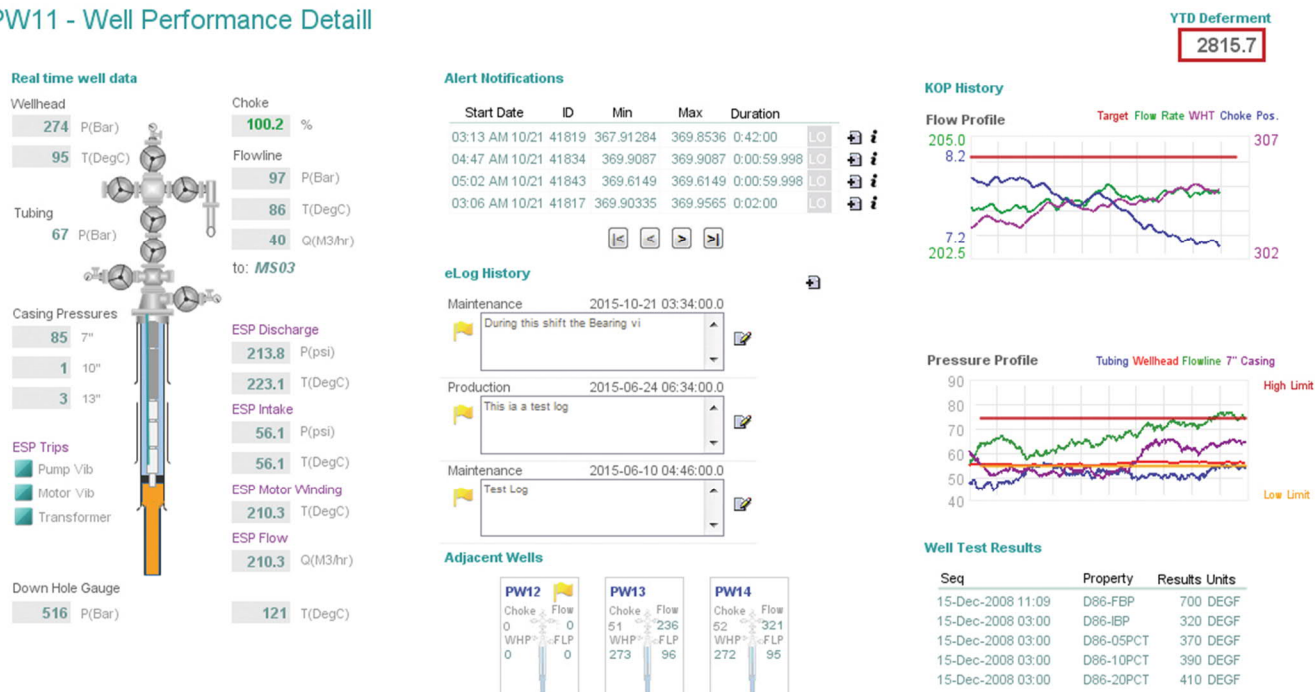 PW11 - Well Performance Detaill
YTD Deferment
2815.7
Real time well data
Wellhead
274 P(Bar)
95 T(DegC)
Tubing
67 P(Bar)
Casing Pressures
85 7"
1 10"
3 13"
ESP Trips
Pump Vib
Motor Vib
Transformer
Down Hole Gauge
516 P(Bar)
Choke
100.2 %
Flowline
97 P(Bar)
86 T(DegC)
40 Q(M3/hr)
to: MS03
ESP Discharge
213.8 P(psi)
223.1 T(DegC)
ESP Intake
56.1 P(psi)
56.1 T(DegC)
ESP Motor Winding
210.3 T(DegC)
ESP Flow
210.3 Q(M3/hr)
121 T(DegC)
Alert Notifications
Start Date ID Min Max Duration
03:13 AM 10/21 41819 367.91284 369.8536 0:42:00 LO i
04:47 AM 10/21 41834 369.9087 369.9087 0:00:59.998 LO i
05:02 AM 10/21 41843 369.6149 369.6149 0:00:59.998 LO i
03:06 AM 10/21 41817 369.90335 369.9565 0:02:00 LO i
|< < > >|
eLog History
Maintenance 2015-10-21 03:34:00.0
During this shift the Bearing vi
Production 2015-06-24 06:34:00.0
This ia a test log
Maintenance 2015-06-10 04:46:00.0
Test Log
Adjacent Wells
PW12
Choke Flow
0 0
WHP FLP
0 0
PW13
Choke Flow
51 236
WHP FLP
273 96
PW14
Choke Flow
52 321
WHP FLP
272 95
KOP History
Flow Profile
Target Flow Rate WHT Choke Pos.
205.0
8.2
7.2
202.5
307
302
Pressure Profile
Tubing Wellhead Flowline 7" Casing
90
80
70
60
50
40
High Limit
Low Limit
Well Test Results
Seq Property Results Units
15-Dec-2008 11:09 D86-FBP 700 DEGF
15-Dec-2008 03:00 D86-IBP 320 DEGF
15-Dec-2008 03:00 D86-05PCT 370 DEGF
15-Dec-2008 03:00 D86-10PCT 390 DEGF
15-Dec-2008 03:00 D86-20PCT 410 DEGF